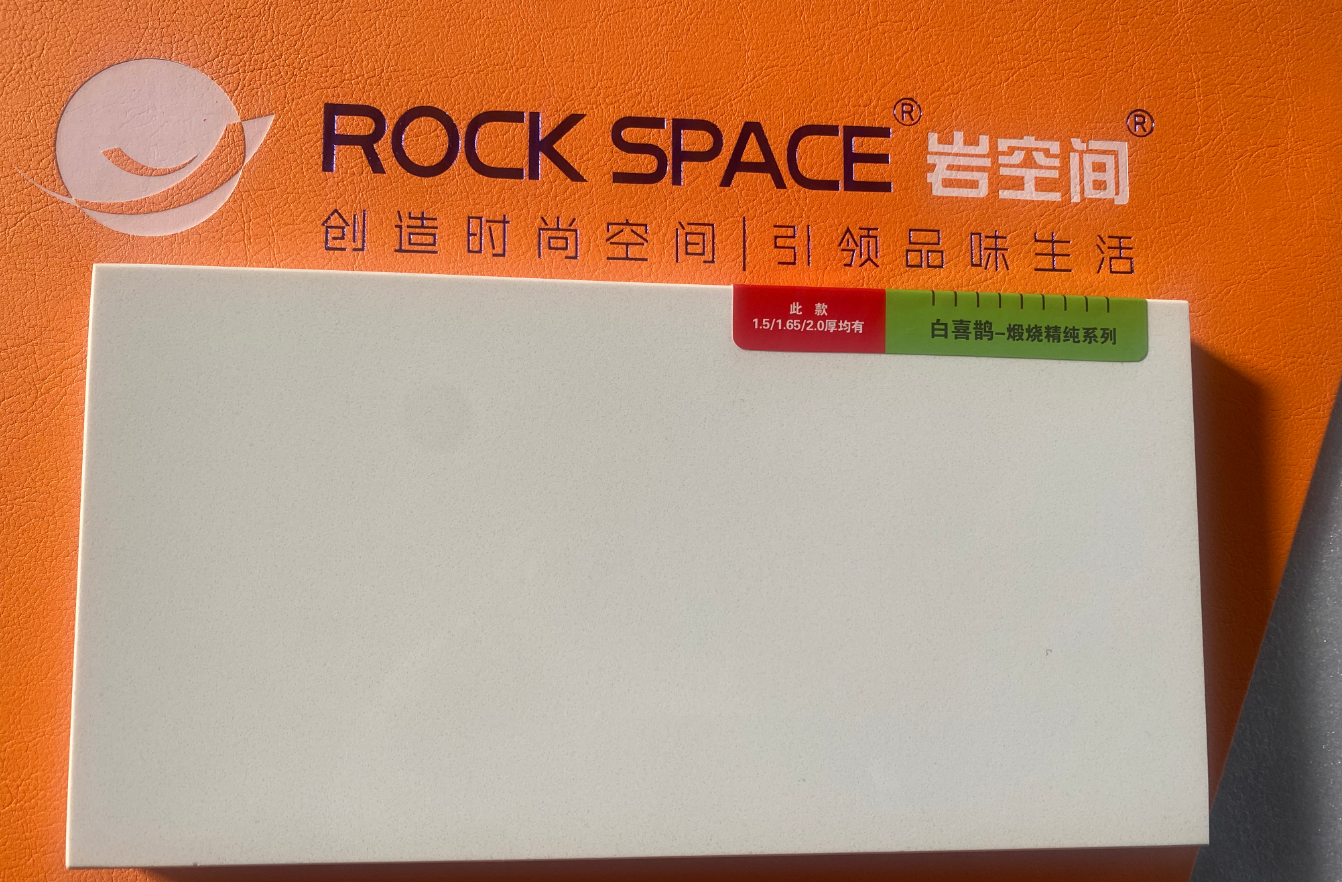 ROCK SPACE® 岩空间®
创造时尚空间|引领品味生活
此 款
1.5/1.65/2.0厚均有
白喜鹊-煅烧精纯系列